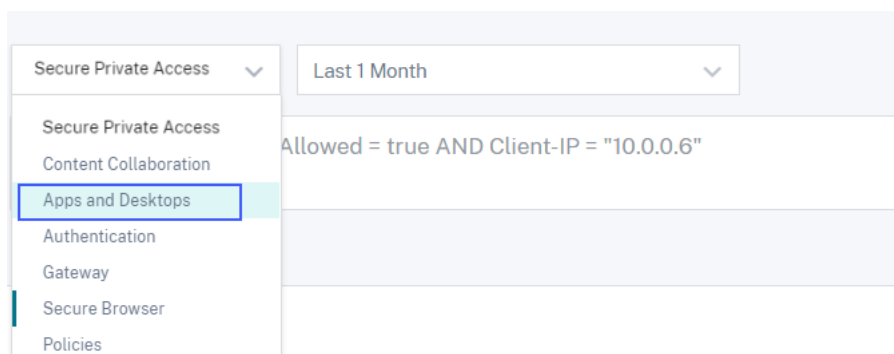 Secure Private Access
Last 1 Month
Secure Private Access
Allowed = true AND Client-IP = "10.0.0.6"
Content Collaboration
Apps and Desktops
Authentication
Gateway
Secure Browser
Policies